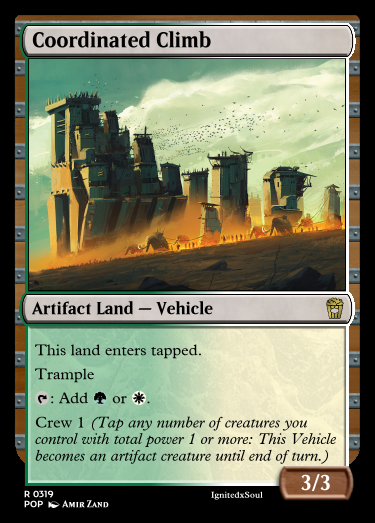 Coordinated Climb
Artifact Land — Vehicle
This land enters tapped.
Trample
: Add or .
Crew 1 (Tap any number of creatures you
control with total power 1 or more: This Vehicle
becomes an artifact creature until end of turn.)
3/3
R 0319
POP Amir Zand
IgnitedxSoul